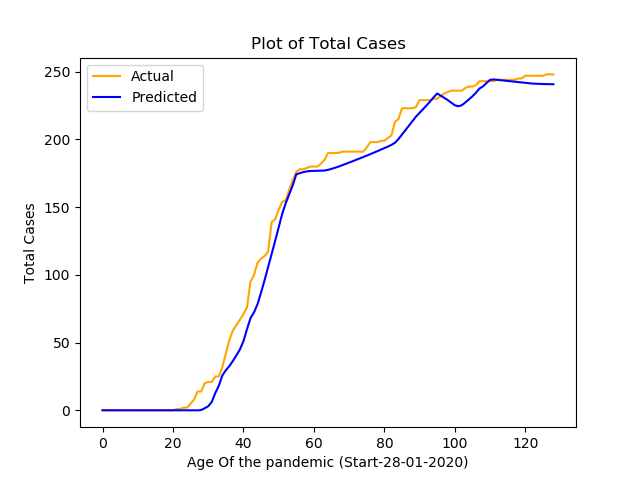 Plot of Total Cases
Actual
Predicted
250
200
150
100
50
0
Total Cases
0 20 40 60 80 100 120
Age Of the pandemic (Start-28-01-2020)